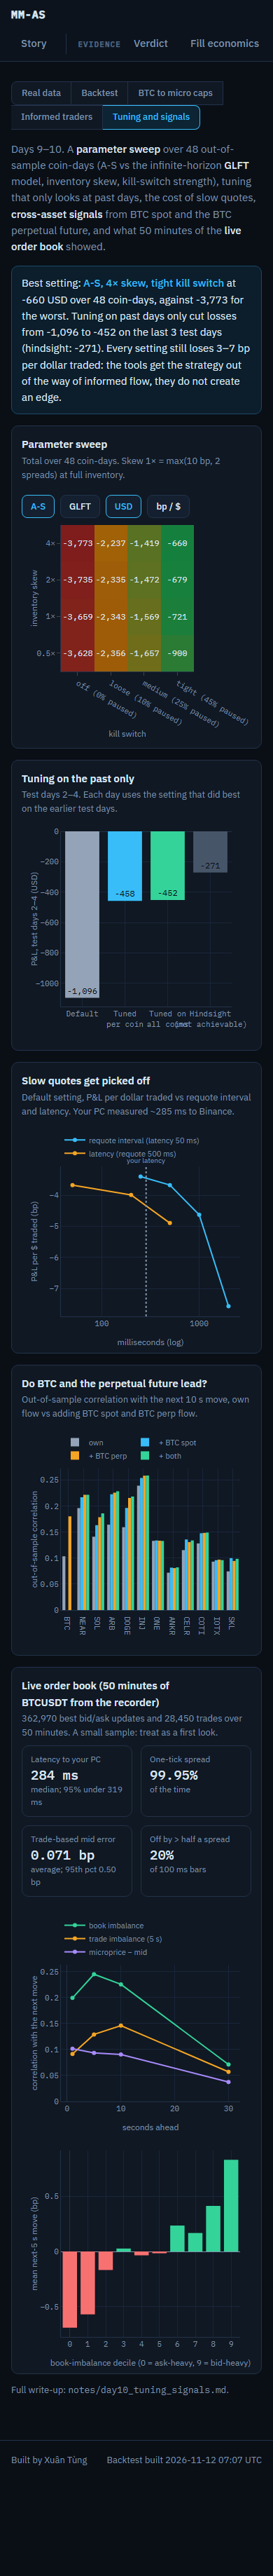 MM-AS
Story EVIDENCE Verdict Fill economics
Real data Backtest BTC to micro caps
Informed traders Tuning and signals
Days 9–10. A parameter sweep over 48 out-of-
sample coin-days (A-S vs the infinite-horizon GLFT
model, inventory skew, kill-switch strength), tuning
that only looks at past days, the cost of slow quotes,
cross-asset signals from BTC spot and the BTC
perpetual future, and what 50 minutes of the live
order book showed.
Best setting: A-S, 4× skew, tight kill switch at
-660 USD over 48 coin-days, against -3,773 for
the worst. Tuning on past days only cut losses
from -1,096 to -452 on the last 3 test days
(hindsight: -271). Every setting still loses 3–7 bp
per dollar traded: the tools get the strategy out
of the way of informed flow, they do not create
an edge.
Parameter sweep
Total over 48 coin-days. Skew 1× = max(10 bp, 2
spreads) at full inventory.
A-S GLFT USD bp / $
4× -3,773 -2,237 -1,419 -660
2× -3,735 -2,335 -1,472 -679
1× -3,659 -2,343 -1,569 -721
0.5× -3,628 -2,356 -1,657 -900
inventory skew
off (0% paused)
loose (10% paused)
medium (25% paused)
tight (45% paused)
kill switch
Tuning on the past only
Test days 2–4. Each day uses the setting that did best
on the earlier test days.
0
−200
−400
−600
−800
−1000
P&L, test days 2–4 (USD)
-1,096
-458
-452
-271
Default Tuned Tuned on Hindsight
per coin all coins (not achievable)
Slow quotes get picked off
Default setting, P&L per dollar traded vs requote interval
and latency. Your PC measured ~285 ms to Binance.
requote interval (latency 50 ms)
latency (requote 500 ms)
your latency
−4
−5
−6
−7
P&L per $ traded (bp)
100 1000
milliseconds (log)
Do BTC and the perpetual future lead?
Out-of-sample correlation with the next 10 s move, own
flow vs adding BTC spot and BTC perp flow.
own + BTC spot
+ BTC perp + both
0.25
0.2
0.15
0.1
0.05
0
out-of-sample correlation
BTC NEAR SOL ARB DOGE INJ ONE ANKR CELR COTI IOTX SKL
Live order book (50 minutes of
BTCUSDT from the recorder)
362,970 best bid/ask updates and 28,450 trades over
50 minutes. A small sample: treat as a first look.
Latency to your PC
284 ms
median; 95% under 319
ms
One-tick spread
99.95%
of the time
Trade-based mid error
0.071 bp
average; 95th pct 0.50
bp
Off by > half a spread
20%
of 100 ms bars
book imbalance
trade imbalance (5 s)
microprice − mid
0.25
0.2
0.15
0.1
0.05
0
correlation with the next move
0 10 20 30
seconds ahead
0.5
0
−0.5
mean next-5 s move (bp)
0 1 2 3 4 5 6 7 8 9
book-imbalance decile (0 = ask-heavy, 9 = bid-heavy)
Full write-up: notes/day10_tuning_signals.md.
Built by Xuân Tùng Backtest built 2026-11-12 07:07 UTC